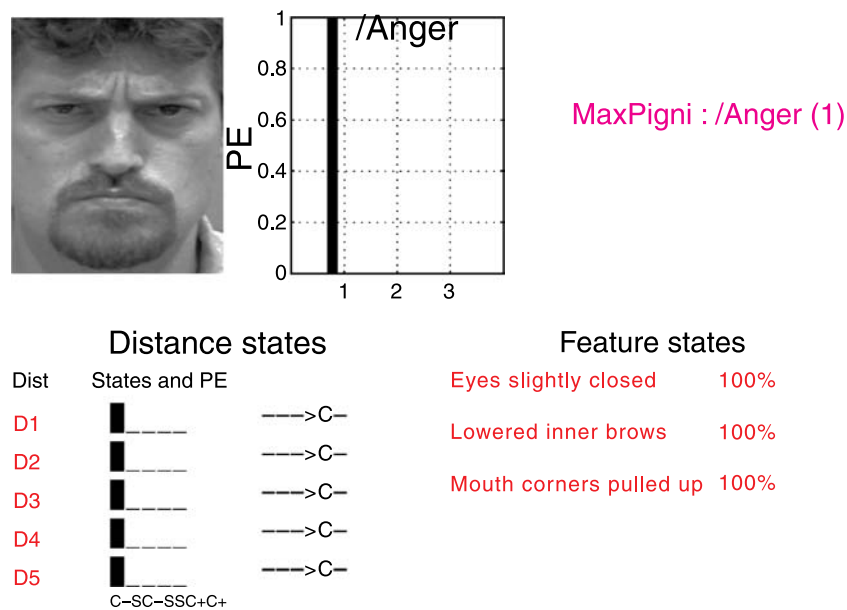 /Anger
1
0.8
0.6
0.4
0.2
0
PE
1 2 3
MaxPigni : /Anger (1)
Distance states
Dist States and PE
D1 --->C-
D2 --->C-
D3 --->C-
D4 --->C-
D5 --->C-
C-SC-SSC+C+
Feature states
Eyes slightly closed 100%
Lowered inner brows 100%
Mouth corners pulled up 100%